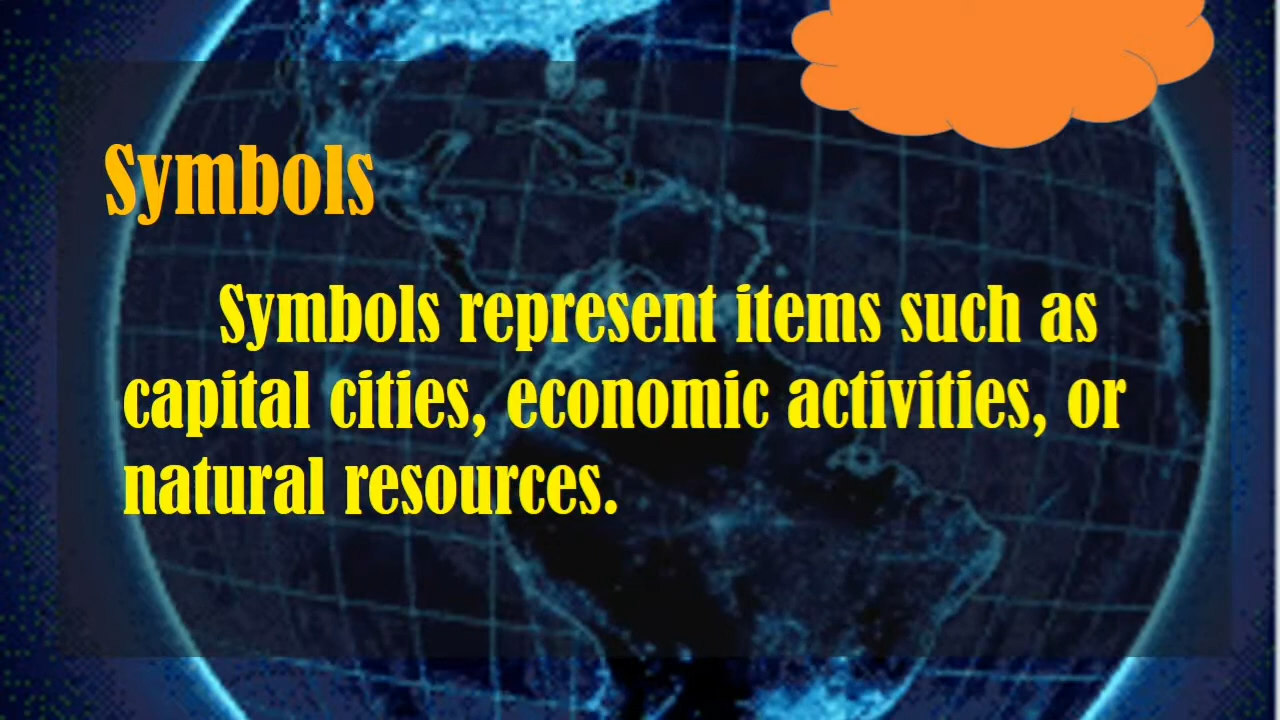 Symbols
Symbols represent items such as
capital cities, economic activities, or
natural resources.